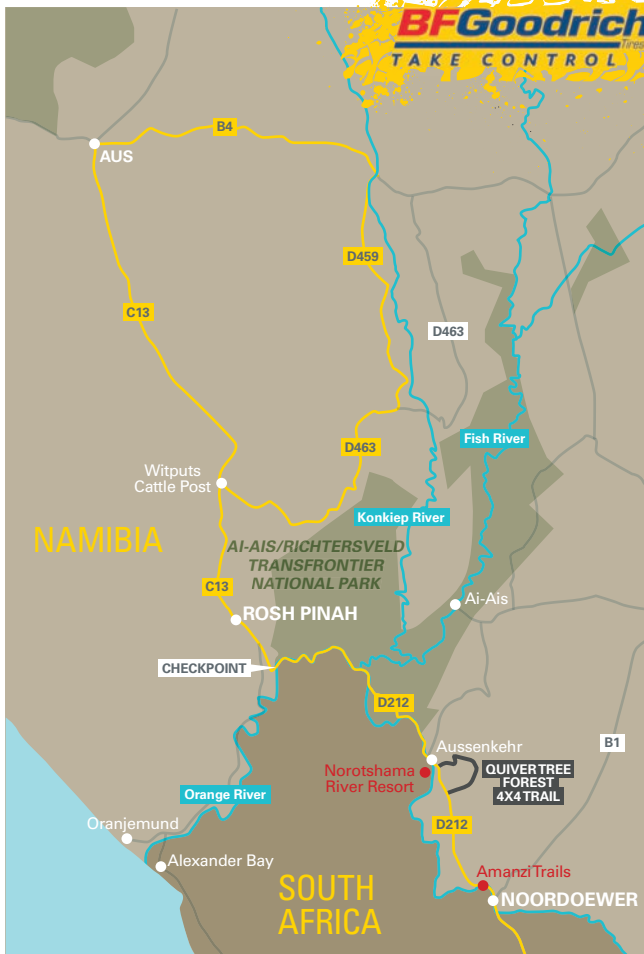 BFGoodrich
Tires
TAKE CONTROL
B4
AUS
D459
C13
D463
Fish River
D463
Witputs
Cattle Post
Konkiep River
NAMIBIA
AI-AIS/RICHTERSVELD
TRANSFRONTIER
NATIONAL PARK
C13
Ai-Ais
ROSH PINAH
CHECKPOINT
D212
B1
Aussenkehr
Norotshama
River Resort
QUIVER TREE
FOREST
4X4 TRAIL
Orange River
D212
Oranjemund
Alexander Bay
Amanzi Trails
SOUTH
AFRICA
NOORDOEWER